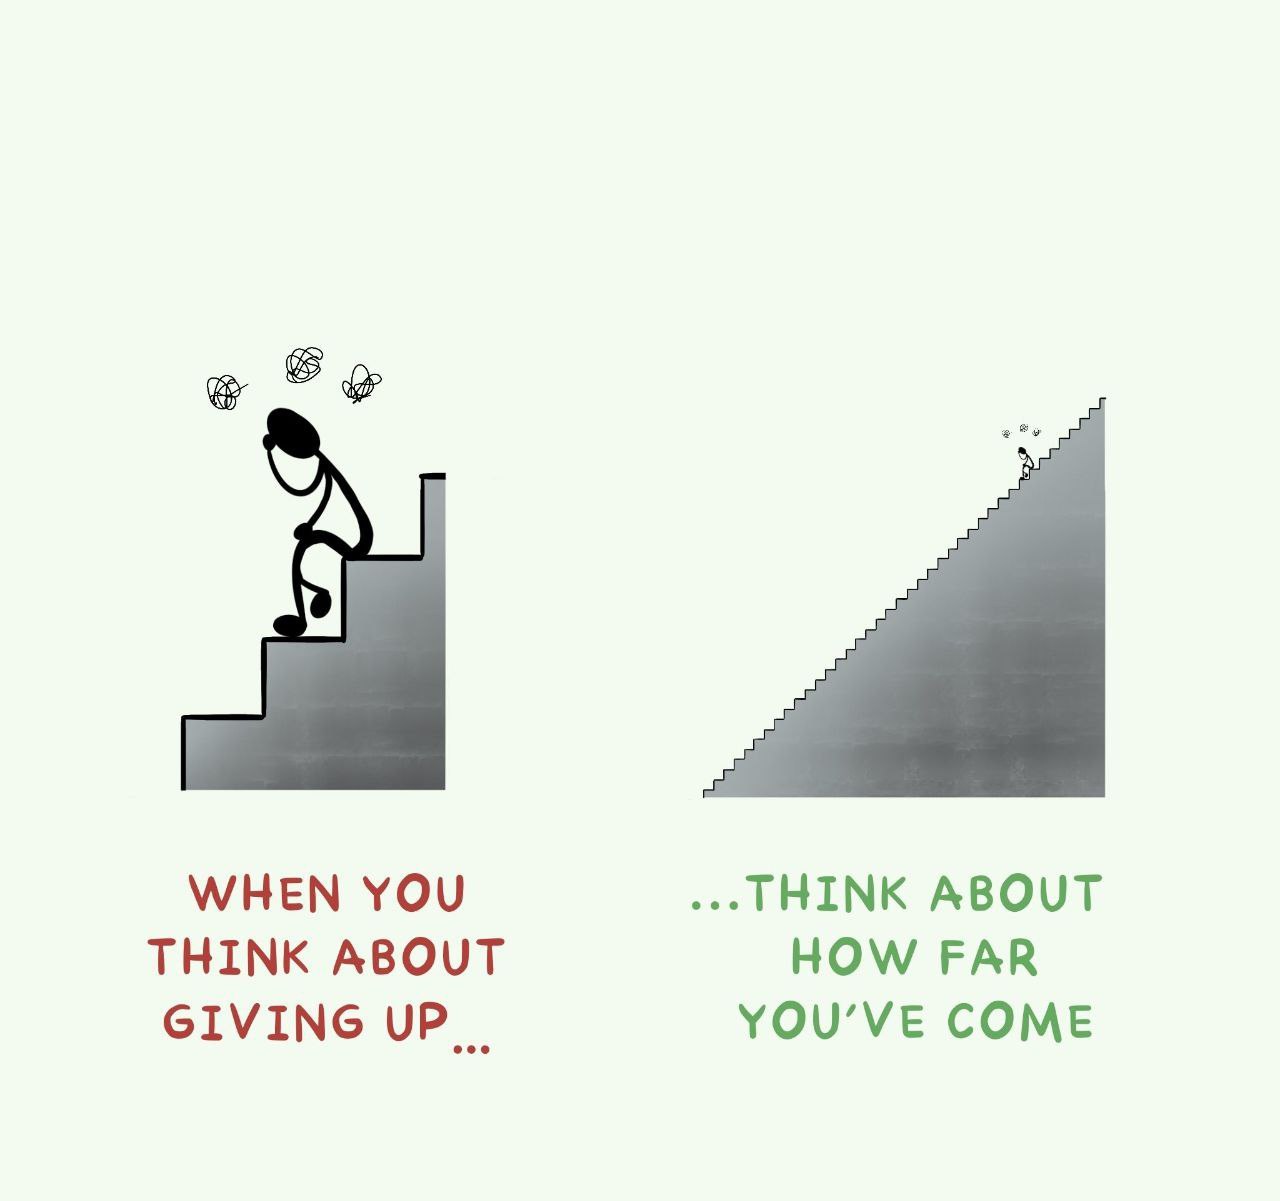 WHEN YOU
THINK ABOUT
GIVING UP...
...THINK ABOUT
HOW FAR
YOU'VE COME